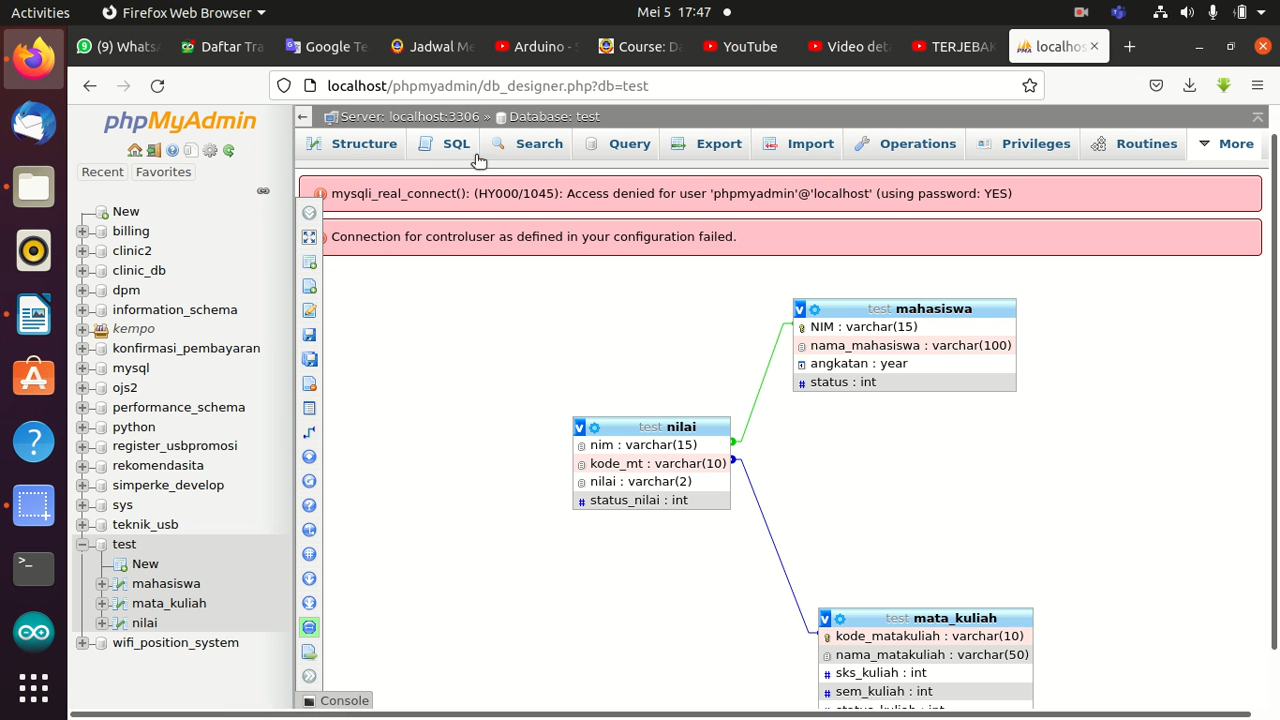 Activities
Firefox Web Browser
Mei 5 17:47
(9) Whats
Daftar Tra
Google Te
Jadwal Me
Arduino - S
Course: Da
YouTube
Video deta
TERJEBAK
localhos
localhost/phpmyadmin/db_designer.php?db=test
phpMyAdmin
Recent
Favorites
New
billing
clinic2
clinic_db
dpm
information_schema
kempo
konfirmasi_pembayaran
mysql
ojs2
performance_schema
python
register_usbpromosi
rekomendasita
simperke_develop
sys
teknik_usb
test
New
mahasiswa
mata_kuliah
nilai
wifi_position_system
Server: localhost:3306 » Database: test
Structure
SQL
Search
Query
Export
Import
Operations
Privileges
Routines
More
mysqli_real_connect(): (HY000/1045): Access denied for user 'phpmyadmin'@'localhost' (using password: YES)
Connection for controluser as defined in your configuration failed.
test mahasiswa
NIM : varchar(15)
nama_mahasiswa : varchar(100)
angkatan : year
status : int
test nilai
nim : varchar(15)
kode_mt : varchar(10)
nilai : varchar(2)
status_nilai : int
test mata_kuliah
kode_matakuliah : varchar(10)
nama_matakuliah : varchar(50)
sks_kuliah : int
sem_kuliah : int
Console